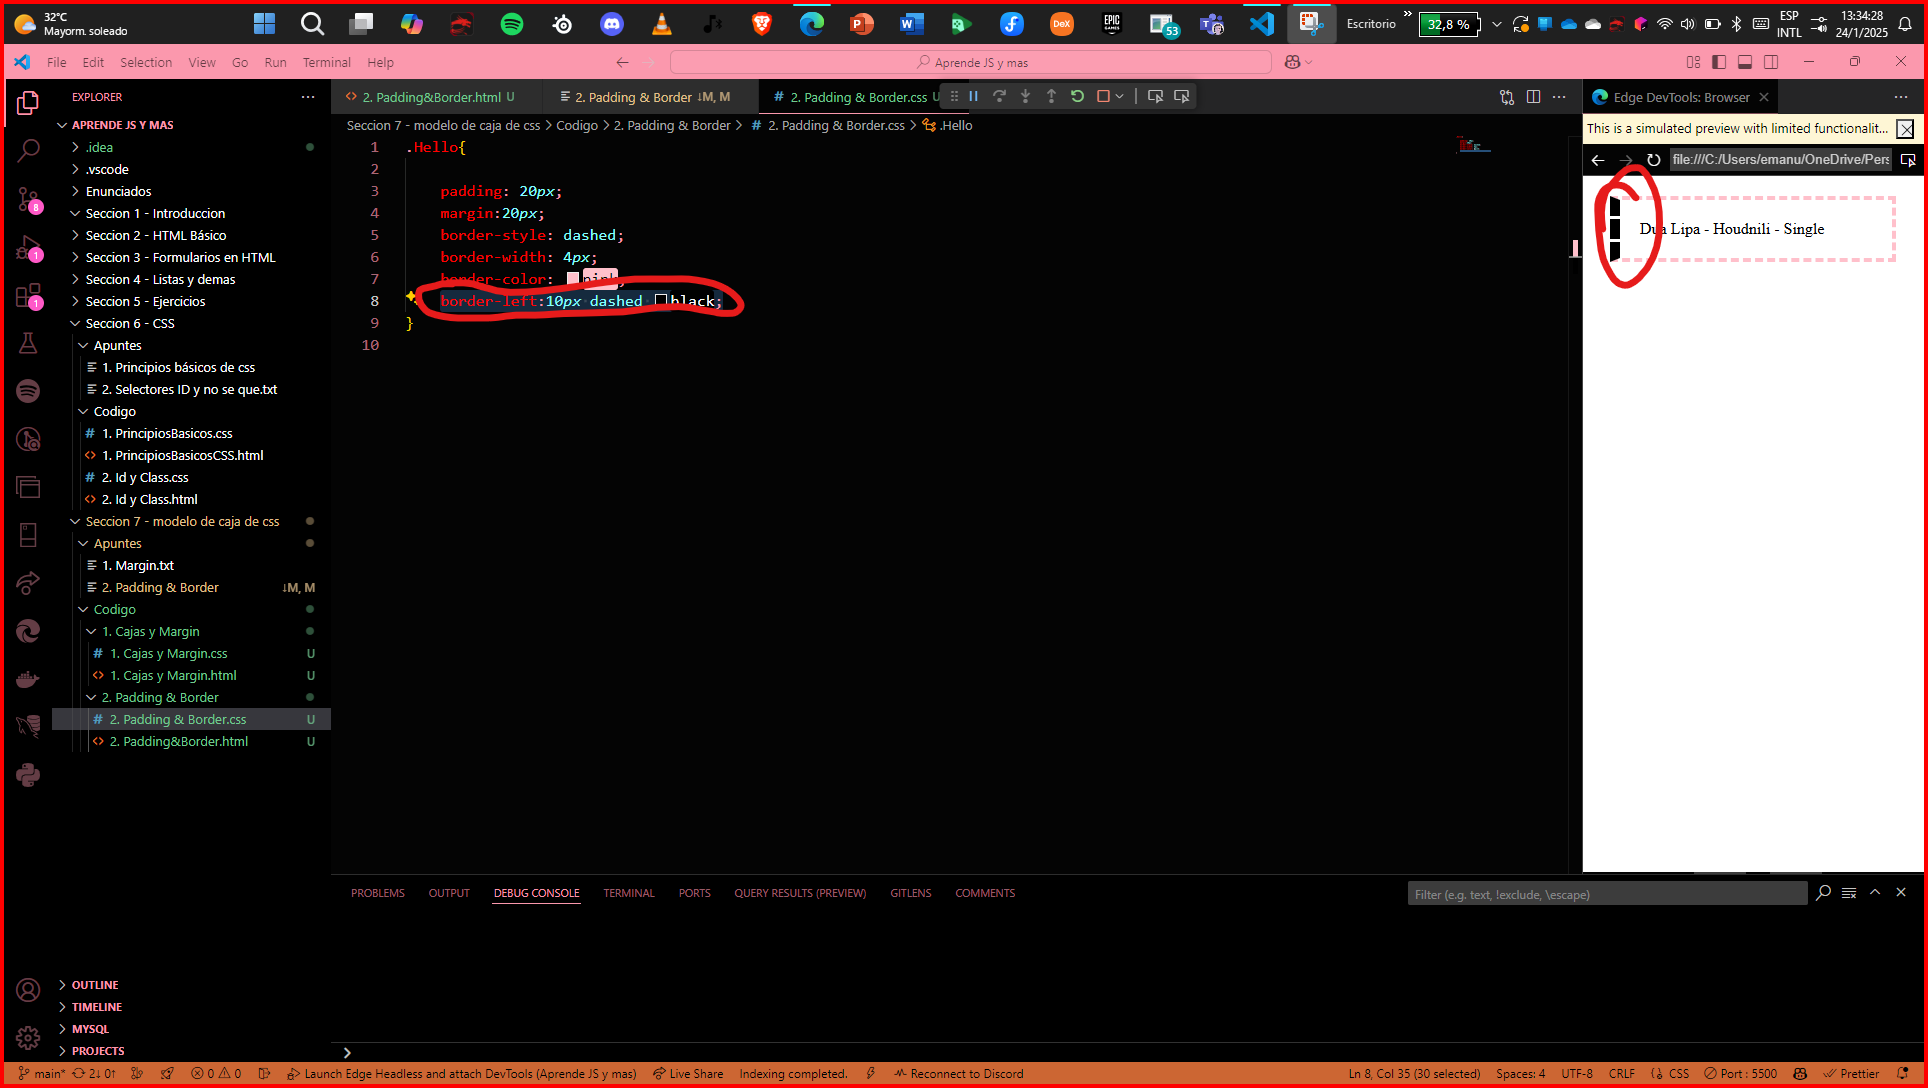 32°C
Mayorm. soleado
Escritorio
32,8 %
ESP
INTL
13:34:28
24/1/2025
EPIC
GAMES
DeX
53
File Edit Selection View Go Run Terminal Help
Aprende JS y mas
EXPLORER
APRENDE JS Y MAS
.idea
.vscode
Enunciados
Seccion 1 - Introduccion
Seccion 2 - HTML Básico
Seccion 3 - Formularios en HTML
Seccion 4 - Listas y demas
Seccion 5 - Ejercicios
Seccion 6 - CSS
Apuntes
1. Principios básicos de css
2. Selectores ID y no se que.txt
Codigo
# 1. PrincipiosBasicos.css
<> 1. PrincipiosBasicosCSS.html
# 2. Id y Class.css
<> 2. Id y Class.html
Seccion 7 - modelo de caja de css
Apuntes
1. Margin.txt
2. Padding & Border ↓M, M
Codigo
1. Cajas y Margin
# 1. Cajas y Margin.css U
<> 1. Cajas y Margin.html U
2. Padding & Border
# 2. Padding & Border.css U
<> 2. Padding&Border.html U
OUTLINE
TIMELINE
MYSQL
PROJECTS
8
1
1
<> 2. Padding&Border.html U
2. Padding & Border ↓M, M
# 2. Padding & Border.css U
Seccion 7 - modelo de caja de css > Codigo > 2. Padding & Border > # 2. Padding & Border.css > .Hello
1 .Hello{
2
3 padding: 20px;
4 margin:20px;
5 border-style: dashed;
6 border-width: 4px;
7 border-color: pink;
8 border-left:10px dashed black;
9 }
10
Edge DevTools: Browser
This is a simulated preview with limited functionalit...
file:///C:/Users/emanu/OneDrive/Pers
Dua Lipa - Houdnili - Single
PROBLEMS OUTPUT DEBUG CONSOLE TERMINAL PORTS QUERY RESULTS (PREVIEW) GITLENS COMMENTS
Filter (e.g. text, !exclude, \escape)
main* 2↓ 0↑ 0 0 Launch Edge Headless and attach DevTools (Aprende JS y mas) Live Share Indexing completed. Reconnect to Discord
Ln 8, Col 35 (30 selected) Spaces: 4 UTF-8 CRLF {} CSS Port : 5500 Prettier